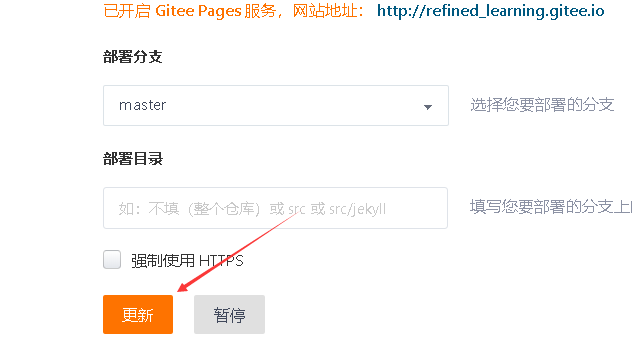 已开启 Gitee Pages 服务，网站地址： http://refined_learning.gitee.io
部署分支
master 选择您要部署的分支
部署目录
如：不填（整个仓库）或 src 或 src/jekyll 填写您要部署的分支上
强制使用 HTTPS
更新 暂停